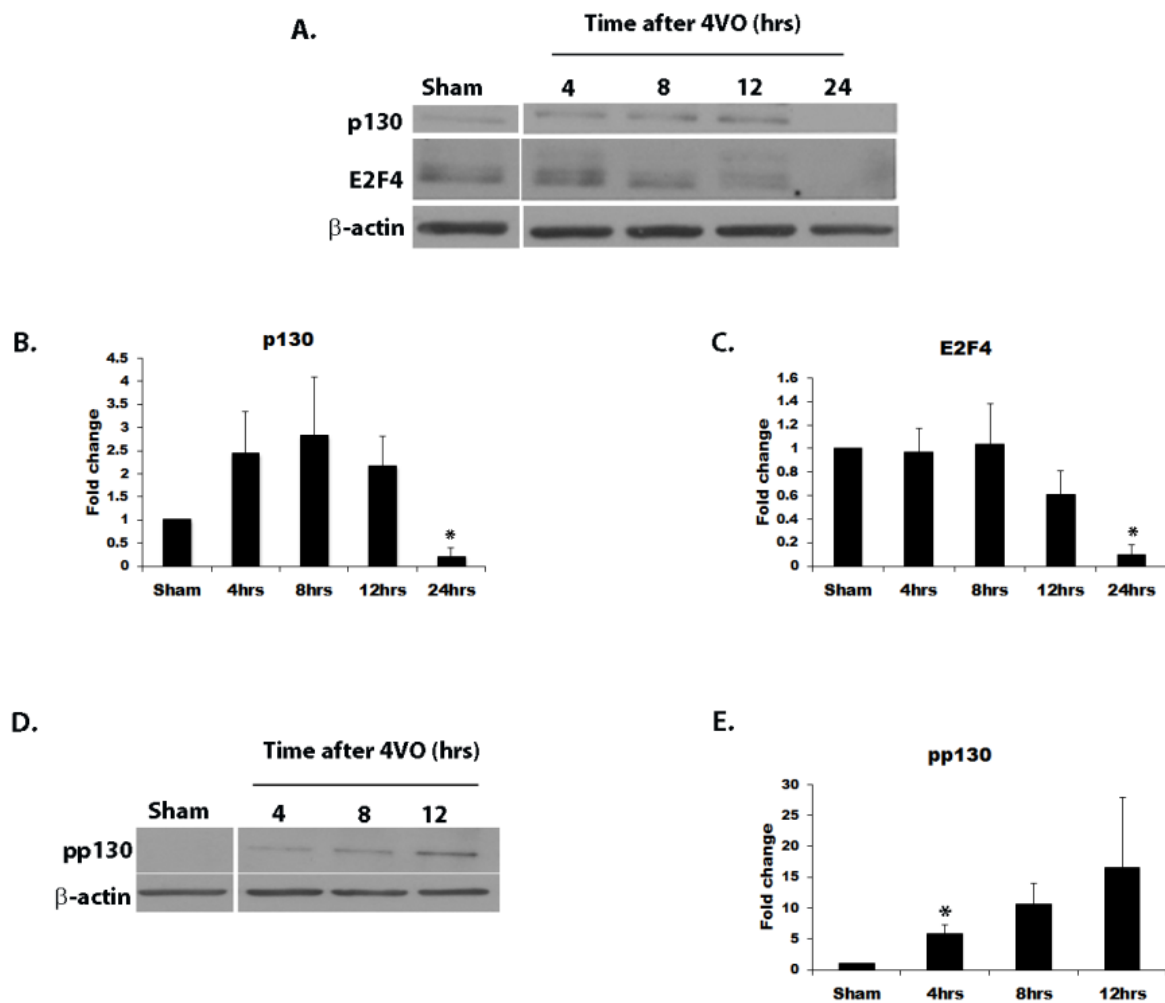 A.
Time after 4VO (hrs)
Sham 4 8 12 24
p130
E2F4
β-actin
B.
p130
Fold change
4.5
4
3.5
3
2.5
2
1.5
1
0.5
0
Sham 4hrs 8hrs 12hrs 24hrs
*
C.
E2F4
Fold change
1.6
1.4
1.2
1
0.8
0.6
0.4
0.2
0
Sham 4hrs 8hrs 12hrs 24hrs
*
D.
Time after 4VO (hrs)
Sham 4 8 12
pp130
β-actin
E.
pp130
Fold change
30
25
20
15
10
5
0
Sham 4hrs 8hrs 12hrs
*